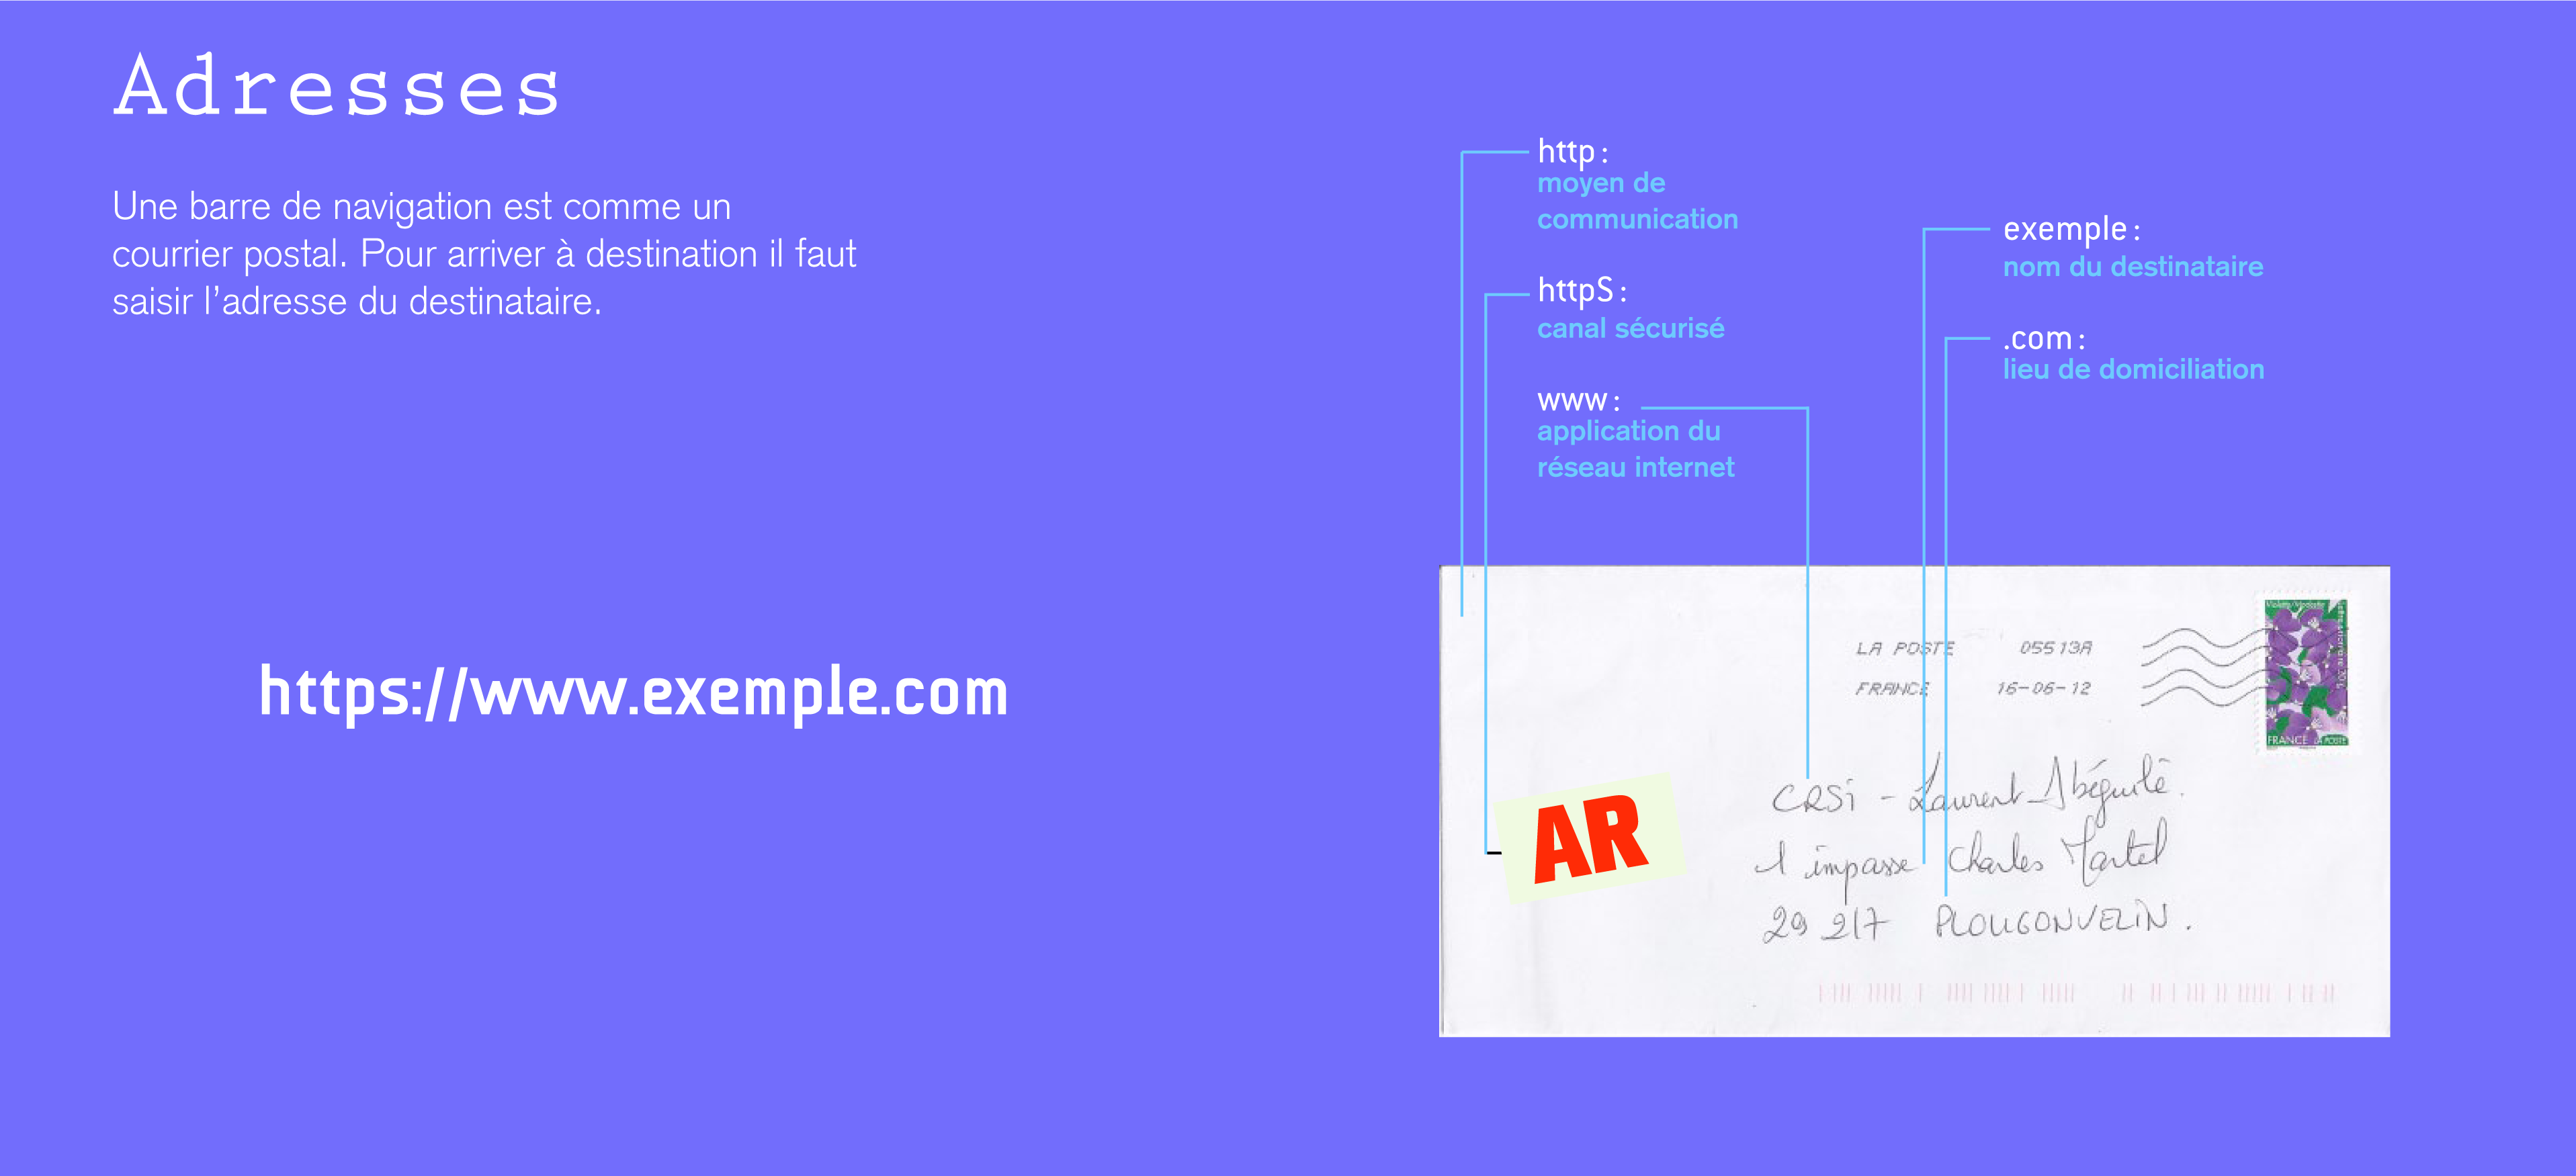 Adresses
Une barre de navigation est comme un
courrier postal. Pour arriver à destination il faut
saisir l'adresse du destinataire.
https://www.exemple.com
http :
moyen de
communication
httpS :
canal sécurisé
www :
application du
réseau internet
exemple :
nom du destinataire
.com :
lieu de domiciliation
LA POSTE 05513A
FRANCE 16-06-12
FRANCE LA POSTE
AR
CRSi - Laurent Abéguilé.
1 impasse Charles Martel
29 217 PLOUGONVELIN.